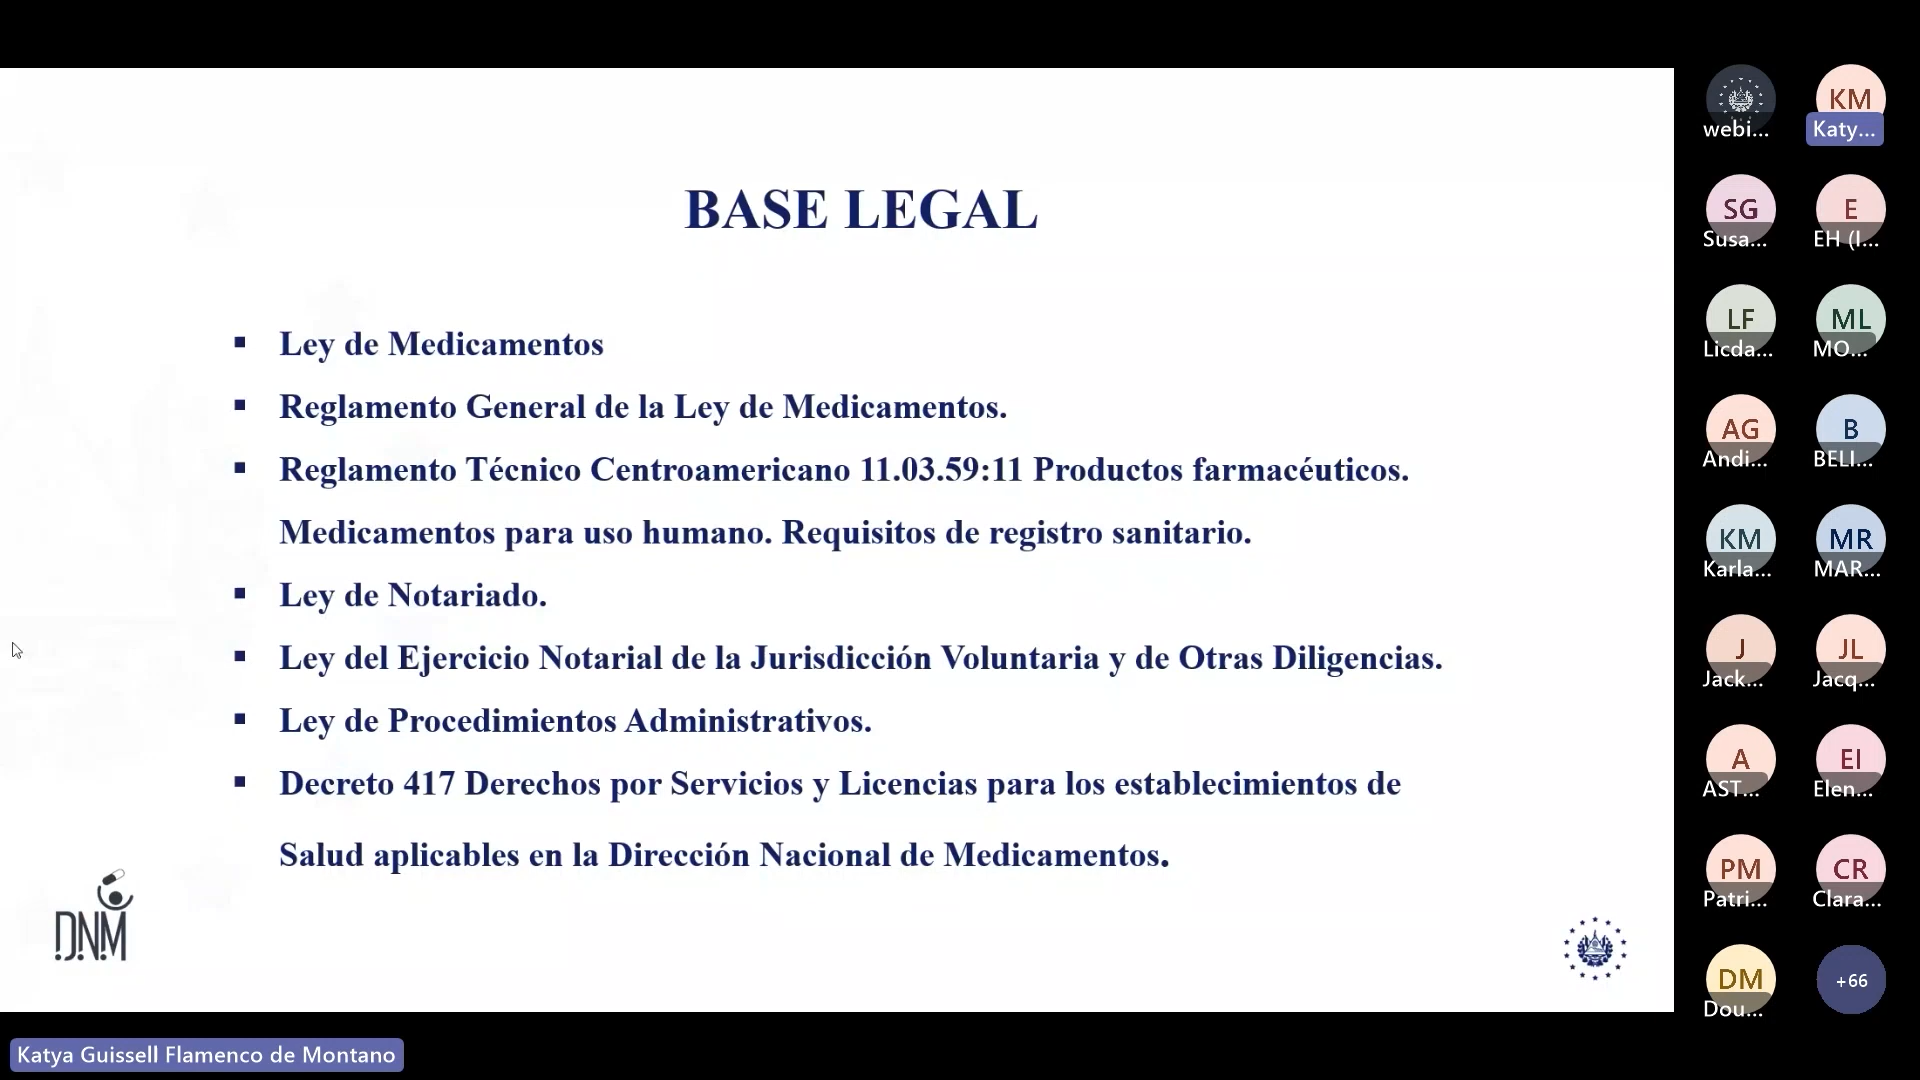 BASE LEGAL
▪ Ley de Medicamentos
▪ Reglamento General de la Ley de Medicamentos.
▪ Reglamento Técnico Centroamericano 11.03.59:11 Productos farmacéuticos.
Medicamentos para uso humano. Requisitos de registro sanitario.
▪ Ley de Notariado.
▪ Ley del Ejercicio Notarial de la Jurisdicción Voluntaria y de Otras Diligencias.
▪ Ley de Procedimientos Administrativos.
▪ Decreto 417 Derechos por Servicios y Licencias para los establecimientos de
Salud aplicables en la Dirección Nacional de Medicamentos.
DNM
Katya Guissell Flamenco de Montano
webi...
KM
Katy...
SG
Susa...
E
EH (I...
LF
Licda...
ML
MO...
AG
Andi...
B
BELI...
KM
Karla...
MR
MAR...
J
Jack...
JL
Jacq...
A
AST...
EI
Elen...
PM
Patri...
CR
Clara...
DM
Dou...
+66